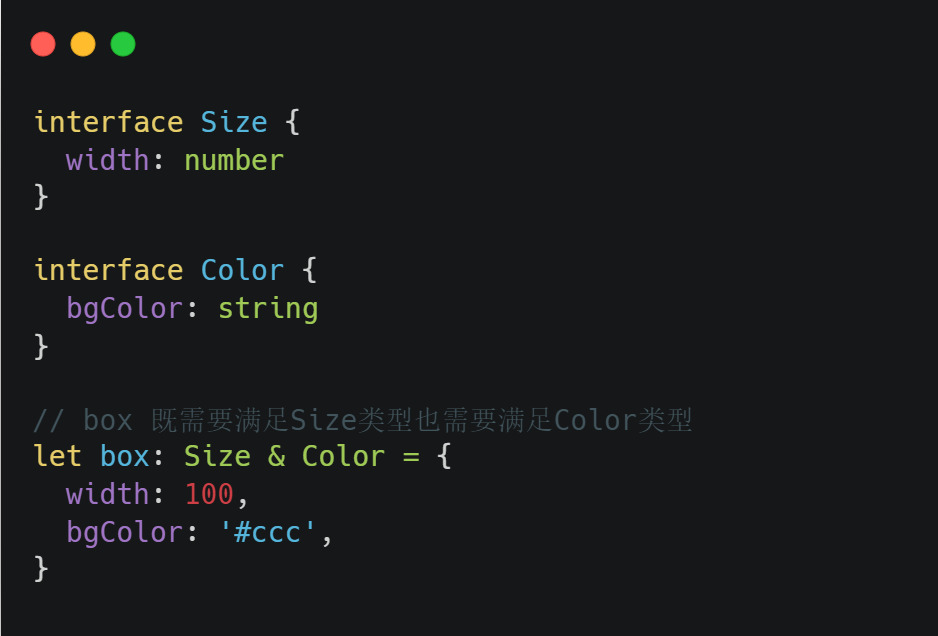 interface Size {
  width: number
}

interface Color {
  bgColor: string
}

// box 既需要满足Size类型也需要满足Color类型
let box: Size & Color = {
  width: 100,
  bgColor: '#ccc',
}